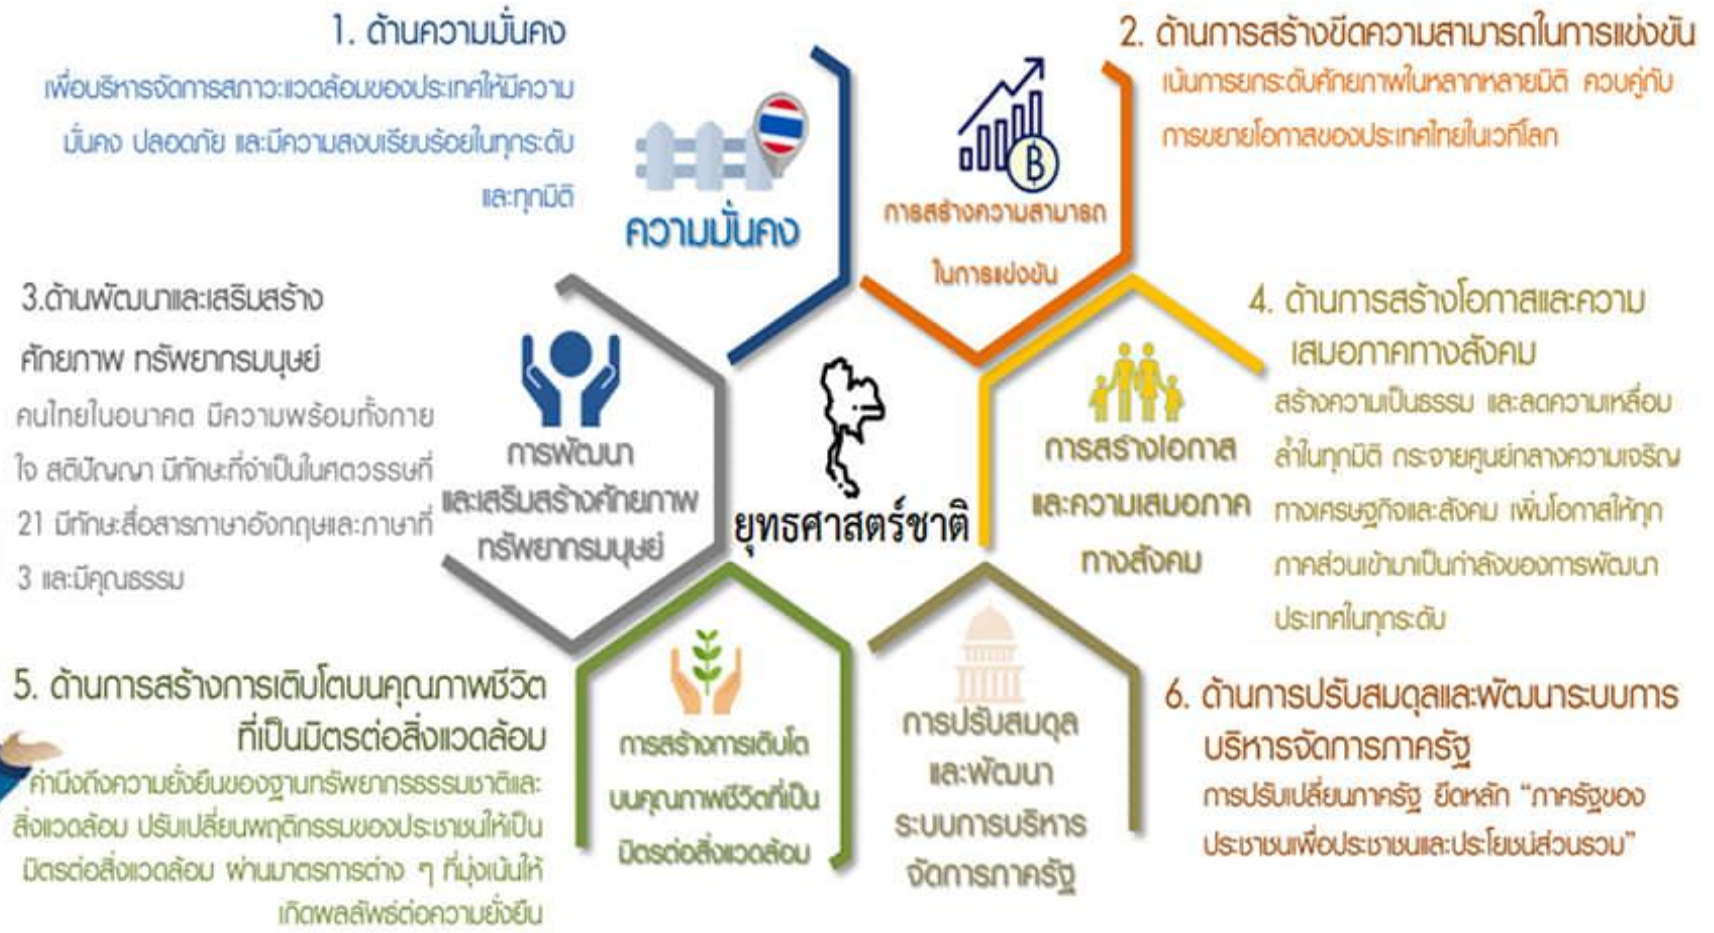 1. ด้านความมั่นคง
เพื่อบริหารจัดการสภาวะแวดล้อมของประเทศให้มีความ
มั่นคง ปลอดภัย และมีความสงบเรียบร้อยในทุกระดับ
และทุกมิติ
ความมั่นคง
2. ด้านการสร้างขีดความสามารถในการแข่งขัน
เน้นการยกระดับศักยภาพในหลากหลายมิติ ควบคู่กับ
การขยายโอกาสของประเทศไทยในเวทีโลก
การสร้างความสามารถ
ในการแข่งขัน
3.ด้านพัฒนาและเสริมสร้าง
ศักยภาพ ทรัพยากรมนุษย์
คนไทยในอนาคต มีความพร้อมทั้งกาย
ใจ สติปัญญา มีทักษะที่จำเป็นในศตวรรษที่
21 มีทักษะสื่อสารภาษาอังกฤษและภาษาที่
3 และมีคุณธรรม
การพัฒนา
และเสริมสร้างศักยภาพ
ทรัพยากรมนุษย์
ยุทธศาสตร์ชาติ
4. ด้านการสร้างโอกาสและความ
เสมอภาคทางสังคม
สร้างความเป็นธรรม และลดความเหลื่อม
ล้ำในทุกมิติ กระจายศูนย์กลางความเจริญ
ทางเศรษฐกิจและสังคม เพิ่มโอกาสให้ทุก
ภาคส่วนเข้ามาเป็นกำลังของการพัฒนา
ประเทศในทุกระดับ
การสร้างโอกาส
และความเสมอภาค
ทางสังคม
5. ด้านการสร้างการเติบโตบนคุณภาพชีวิต
ที่เป็นมิตรต่อสิ่งแวดล้อม
คำนึงถึงความยั่งยืนของฐานทรัพยากรธรรมชาติและ
สิ่งแวดล้อม ปรับเปลี่ยนพฤติกรรมของประชาชนให้เป็น
มิตรต่อสิ่งแวดล้อม ผ่านมาตรการต่าง ๆ ที่มุ่งเน้นให้
เกิดผลลัพธ์ต่อความยั่งยืน
การสร้างการเติบโต
บนคุณภาพชีวิตที่เป็น
มิตรต่อสิ่งแวดล้อม
การปรับสมดุล
และพัฒนา
ระบบการบริหาร
จัดการภาครัฐ
6. ด้านการปรับสมดุลและพัฒนาระบบการ
บริหารจัดการภาครัฐ
การปรับเปลี่ยนภาครัฐ ยึดหลัก “ภาครัฐของ
ประชาชนเพื่อประชาชนและประโยชน์ส่วนรวม”